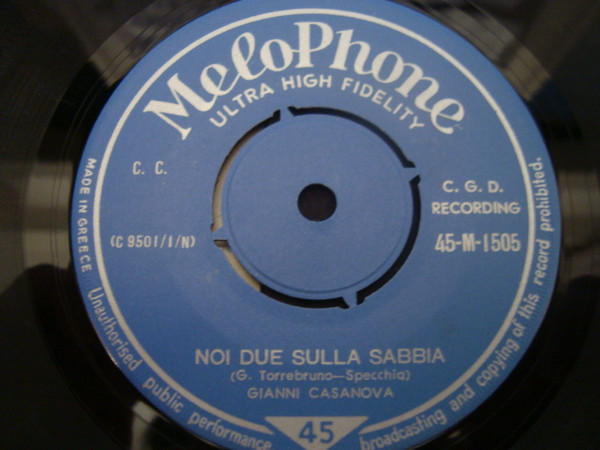 MeloPhone
ULTRA HIGH FIDELITY
C. C.
C. G. D.
RECORDING
(C 9501/1/N)
45-M-1505
NOI DUE SULLA SABBIA
(G. Torrebruno—Specchia)
GIANNI CASANOVA
45
MADE IN GREECE Unauthorised public performance broadcasting and copying of this record prohibited.